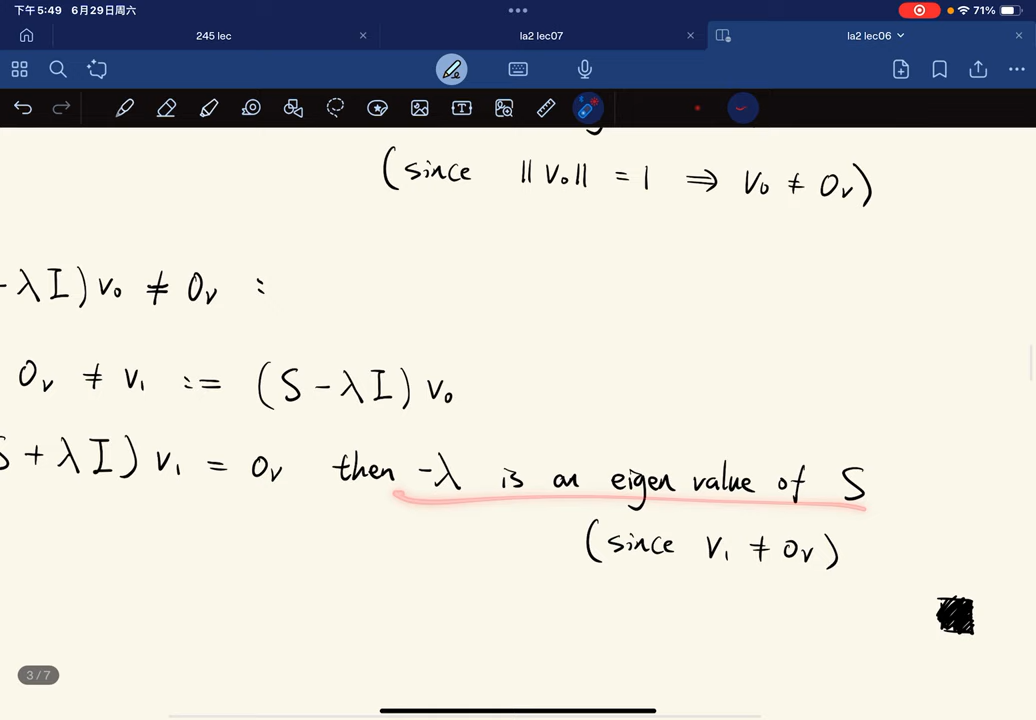 下午5:49 6月29日周六
71%
245 lec
la2 lec07
la2 lec06
(since ||v₀|| = 1 ⇒ v₀ ≠ 0ᵥ)
-λI)v₀ ≠ 0ᵥ :
0ᵥ ≠ v₁ := (S-λI)v₀
S+λI)v₁ = 0ᵥ then -λ is an eigen value of S
(since v₁ ≠ 0ᵥ)
3/7